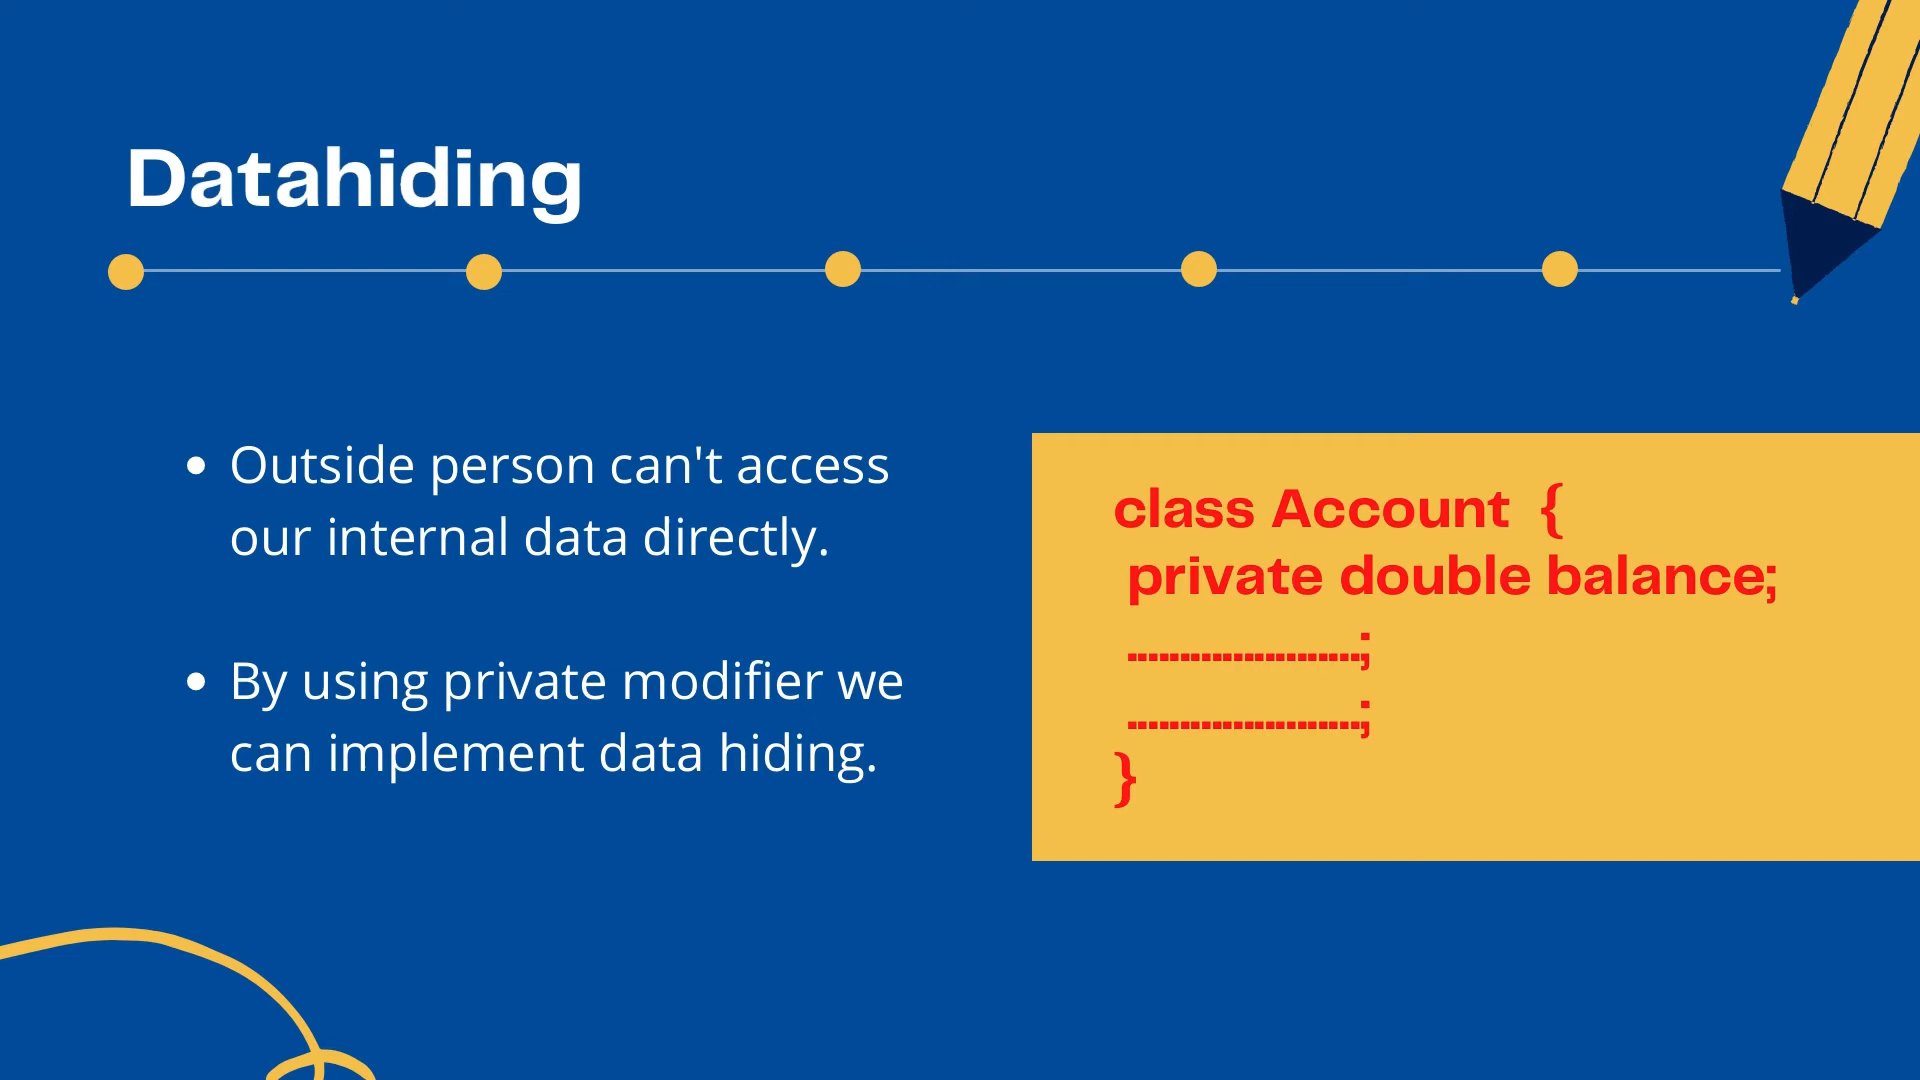 Datahiding
• Outside person can't access
our internal data directly.
• By using private modifier we
can implement data hiding.
class Account {
private double balance;
......................;
......................;
}